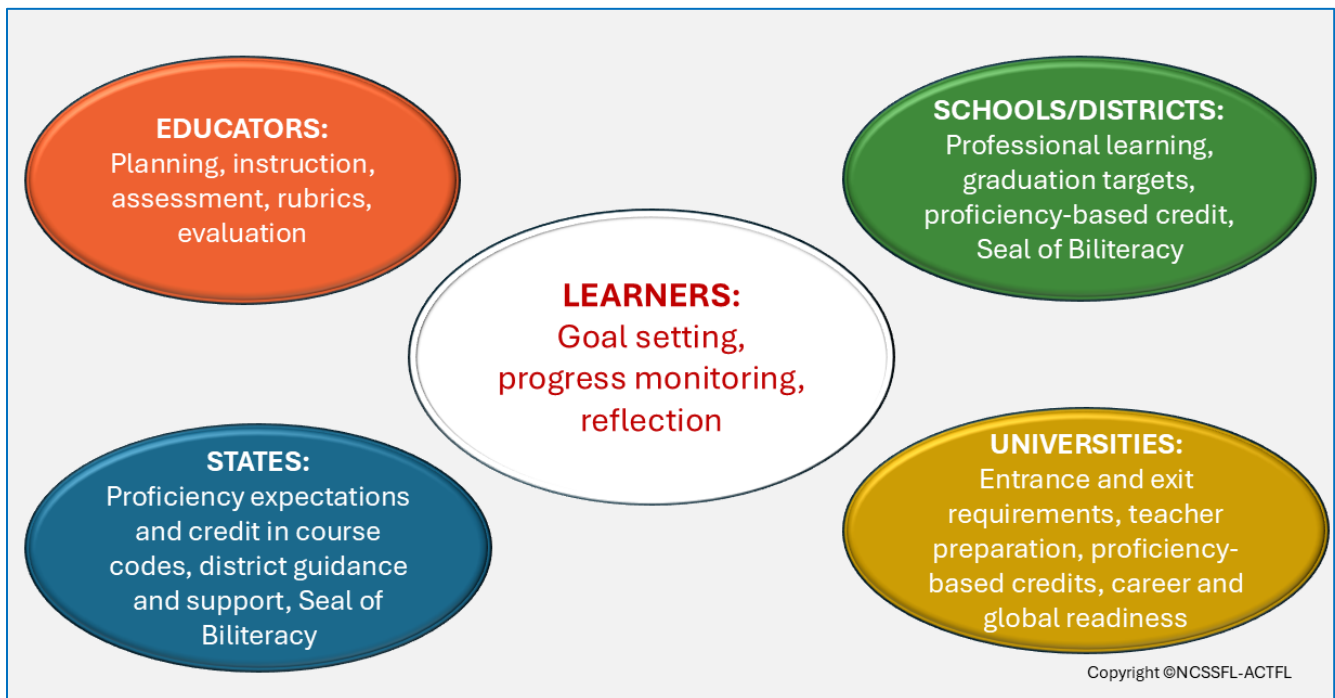 EDUCATORS:
Planning, instruction,
assessment, rubrics,
evaluation
SCHOOLS/DISTRICTS:
Professional learning,
graduation targets,
proficiency-based credit,
Seal of Biliteracy
LEARNERS:
Goal setting,
progress monitoring,
reflection
STATES:
Proficiency expectations
and credit in course
codes, district guidance
and support, Seal of
Biliteracy
UNIVERSITIES:
Entrance and exit
requirements, teacher
preparation, proficiency-
based credits, career and
global readiness
Copyright ©NCSSFL-ACTFL